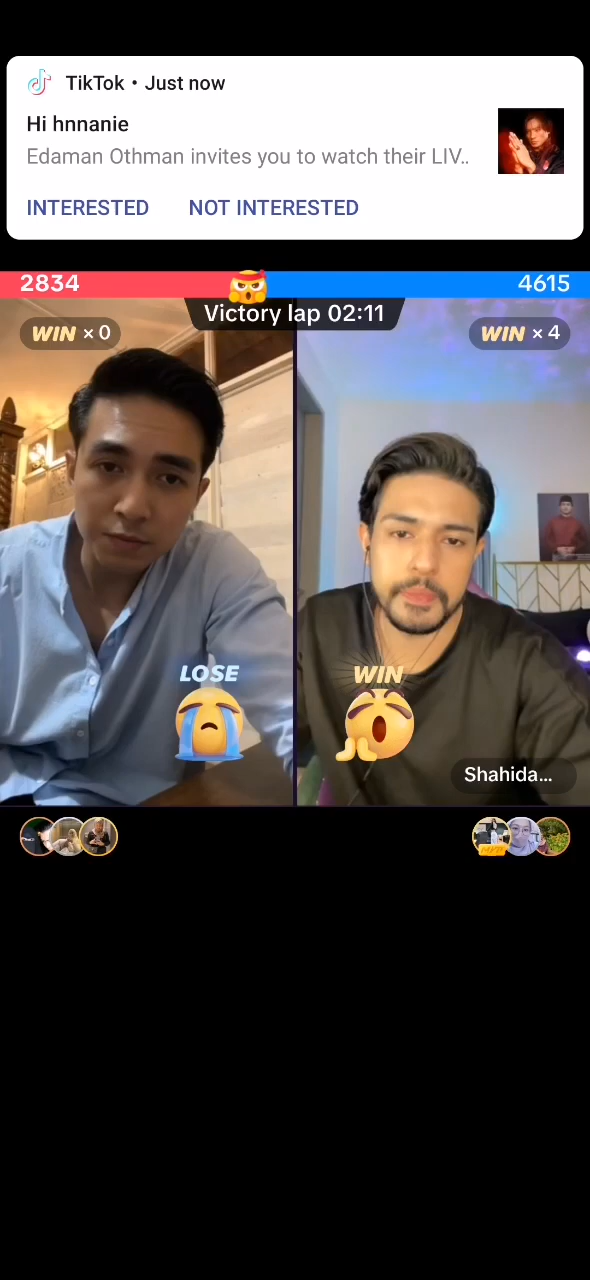 TikTok • Just now
Hi hnnanie
Edaman Othman invites you to watch their LIV..
INTERESTED NOT INTERESTED
2834 4615
Victory lap 02:11
WIN × 0 WIN × 4
LOSE WIN
Shahida...